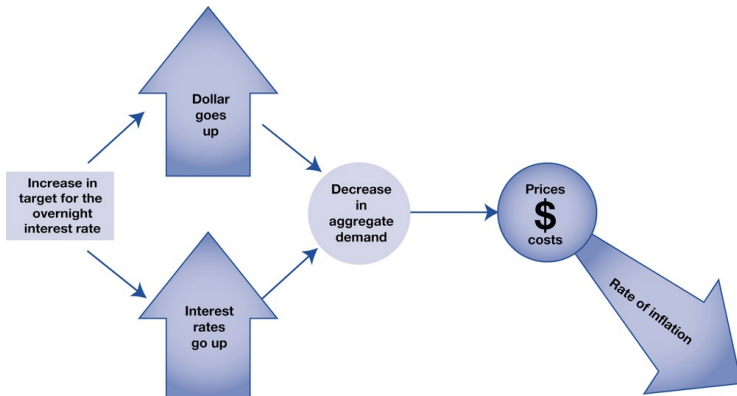 Dollar
goes
up
Increase in
target for the
overnight
interest rate
Decrease
in
aggregate
demand
Prices
$
costs
Interest
rates
go up
Rate of inflation